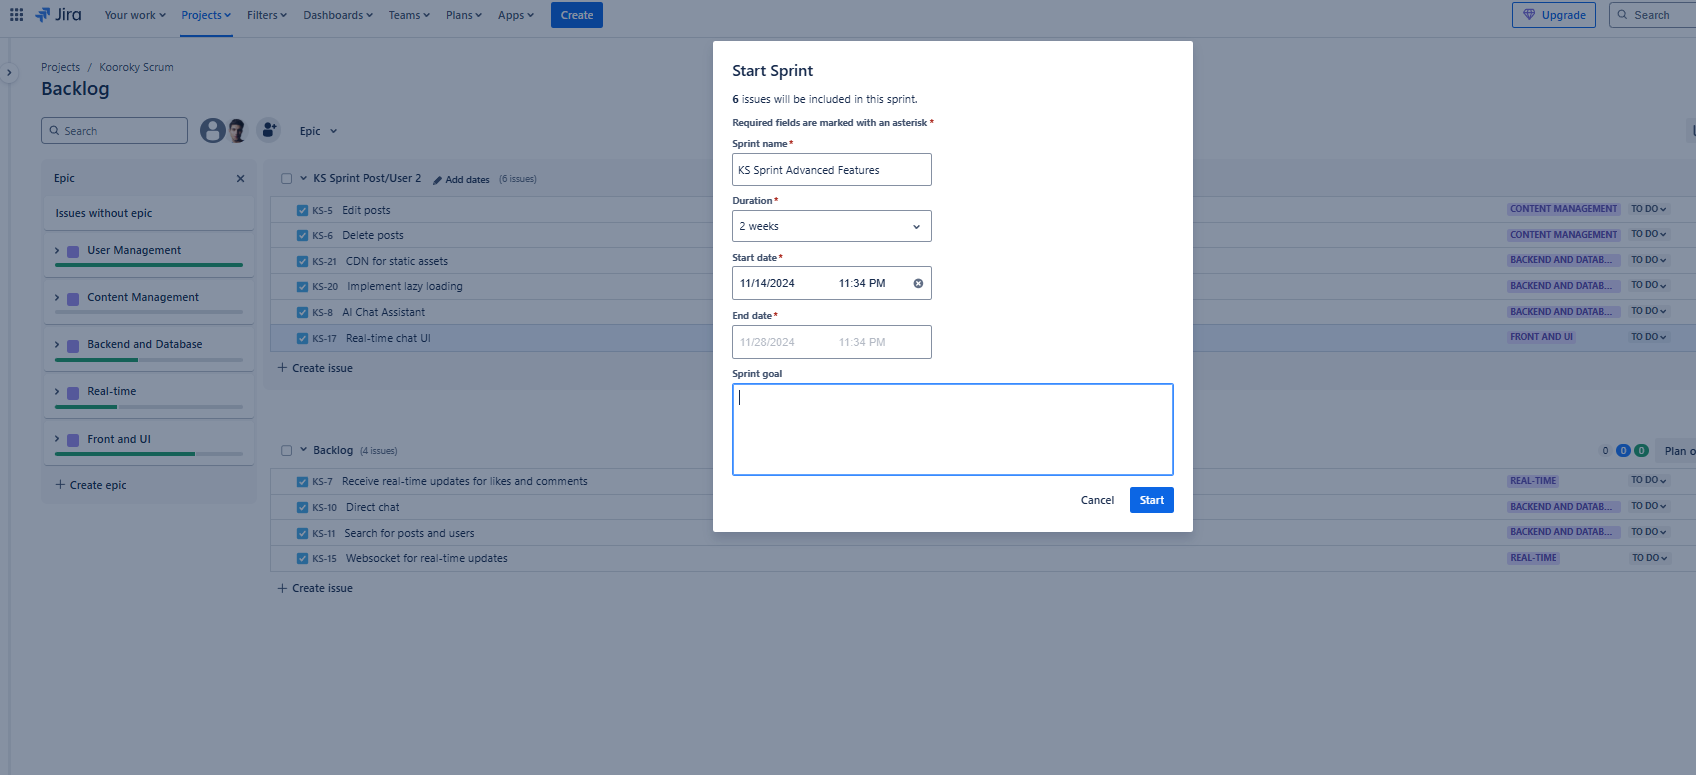 Jira Your work Projects Filters Dashboards Teams Plans Apps Create Upgrade Search
Projects / Kooroky Scrum
Backlog
Search Epic
Epic
Issues without epic
User Management
Content Management
Backend and Database
Real-time
Front and UI
+ Create epic
KS Sprint Post/User 2 Add dates (6 issues)
KS-5 Edit posts CONTENT MANAGEMENT TO DO
KS-6 Delete posts CONTENT MANAGEMENT TO DO
KS-21 CDN for static assets BACKEND AND DATAB... TO DO
KS-20 Implement lazy loading BACKEND AND DATAB... TO DO
KS-8 AI Chat Assistant BACKEND AND DATAB... TO DO
KS-17 Real-time chat UI FRONT AND UI TO DO
+ Create issue
Backlog (4 issues) 0 0 0 Plan o
KS-7 Receive real-time updates for likes and comments REAL-TIME TO DO
KS-10 Direct chat BACKEND AND DATAB... TO DO
KS-11 Search for posts and users BACKEND AND DATAB... TO DO
KS-15 Websocket for real-time updates REAL-TIME TO DO
+ Create issue
Start Sprint
6 issues will be included in this sprint.
Required fields are marked with an asterisk *
Sprint name*
KS Sprint Advanced Features
Duration*
2 weeks
Start date*
11/14/2024 11:34 PM
End date*
11/28/2024 11:34 PM
Sprint goal
Cancel Start